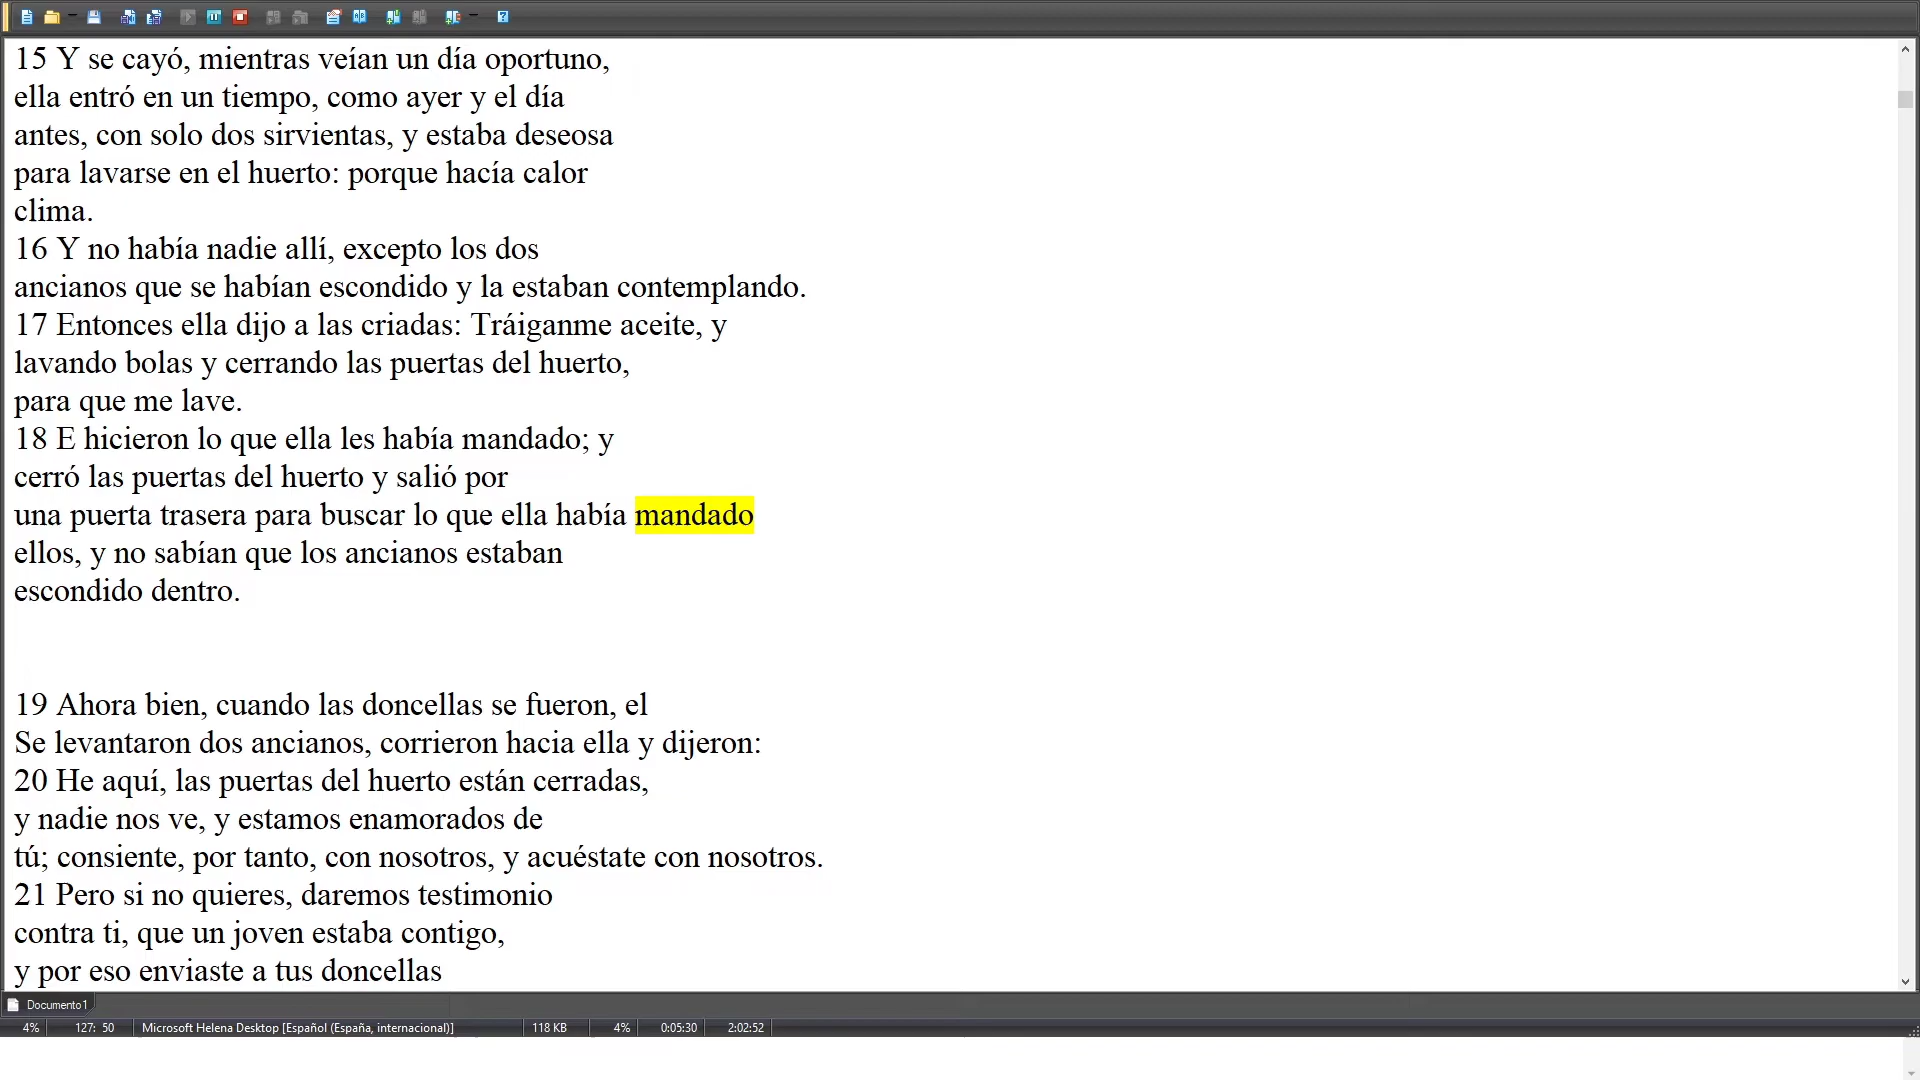 15 Y se cayó, mientras veían un día oportuno,
ella entró en un tiempo, como ayer y el día
antes, con solo dos sirvientas, y estaba deseosa
para lavarse en el huerto: porque hacía calor
clima.
16 Y no había nadie allí, excepto los dos
ancianos que se habían escondido y la estaban contemplando.
17 Entonces ella dijo a las criadas: Tráiganme aceite, y
lavando bolas y cerrando las puertas del huerto,
para que me lave.
18 E hicieron lo que ella les había mandado; y
cerró las puertas del huerto y salió por
una puerta trasera para buscar lo que ella había mandado
ellos, y no sabían que los ancianos estaban
escondido dentro.
19 Ahora bien, cuando las doncellas se fueron, el
Se levantaron dos ancianos, corrieron hacia ella y dijeron:
20 He aquí, las puertas del huerto están cerradas,
y nadie nos ve, y estamos enamorados de
tú; consiente, por tanto, con nosotros, y acuéstate con nosotros.
21 Pero si no quieres, daremos testimonio
contra ti, que un joven estaba contigo,
y por eso enviaste a tus doncellas
Documento1
4% 127: 50 Microsoft Helena Desktop [Español (España, internacional)] 118 KB 4% 0:05:30 2:02:52